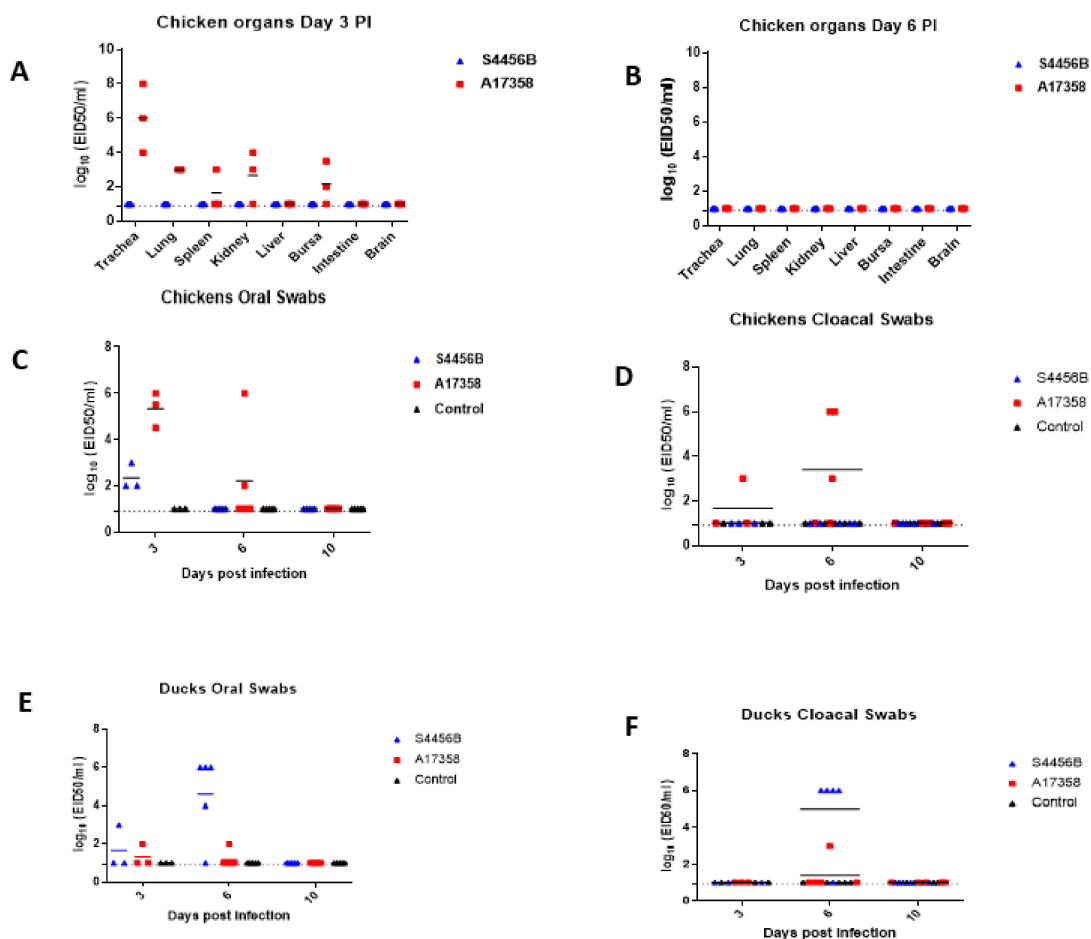 Chicken organs Day 3 PI
A
10
8
6
4
2
0
log10 (EID50/ml)
S4456B
A17358
Trachea
Lung
Spleen
Kidney
Liver
Bursa
Intestine
Brain
Chicken organs Day 6 PI
B
10
8
6
4
2
0
log10 (EID50/ml)
S4456B
A17358
Trachea
Lung
Spleen
Kidney
Liver
Bursa
Intestine
Brain
Chickens Oral Swabs
C
8
6
4
2
0
log10 (EID50/ml)
S4456B
A17358
Control
3
6
10
Days post infection
Chickens Cloacal Swabs
D
8
6
4
2
0
log10 (EID50/ml)
S4456B
A17358
Control
3
6
10
Days post infection
Ducks Oral Swabs
E
8
6
4
2
0
log10 (EID50/ml)
S4456B
A17358
Control
3
6
10
Days post infection
Ducks Cloacal Swabs
F
8
6
4
2
0
log10 (EID50/ml)
S4456B
A17358
Control
3
6
10
Days post infection